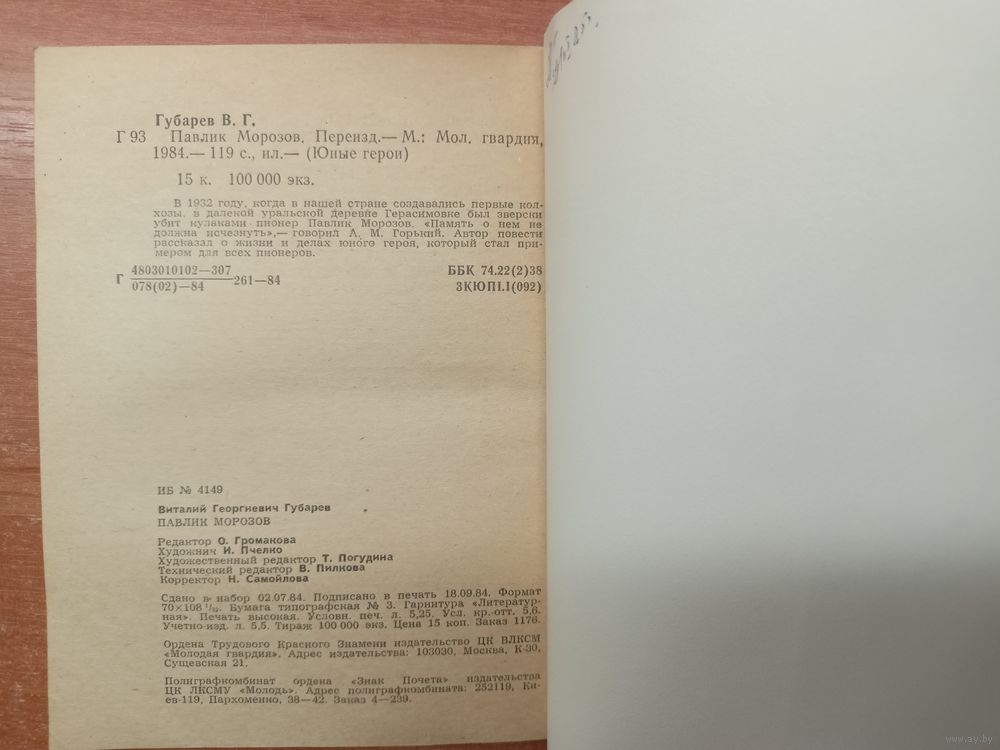 Губарев В. Г.
Г 93 Павлик Морозов. Переизд.— М.: Мол. гвардия,
1984.— 119 с., ил.— (Юные герои)
15 к. 100 000 экз.
В 1932 году, когда в нашей стране создавались первые кол-
хозы, в далекой уральской деревне Герасимовке был зверски
убит кулаками пионер Павлик Морозов. «Память о нем не
должна исчезнуть»,— говорил А. М. Горький. Автор повести
рассказал о жизни и делах юного героя, который стал при-
мером для всех пионеров.
Г 4803010102—307
078(02)—84 261—84
ББК 74.22(2)38
3КЮП1.1(092)
ИБ № 4149
Виталий Георгиевич Губарев
ПАВЛИК МОРОЗОВ
Редактор О. Громакова
Художник И. Пчелко
Художественный редактор Т. Погудина
Технический редактор В. Пилкова
Корректор Н. Самойлова
Сдано в набор 02.07.84. Подписано в печать 18.09.84. Формат
70×108 1/32. Бумага типографская № 3. Гарнитура «Литератур-
ная». Печать высокая. Условн. печ. л. 5,25. Усл. кр.-отт. 5,6.
Учетно-изд. л. 5,5. Тираж 100 000 экз. Цена 15 коп. Заказ 1176.
Ордена Трудового Красного Знамени издательство ЦК ВЛКСМ
«Молодая гвардия». Адрес издательства: 103030, Москва, К-30,
Сущевская 21.
Полиграфкомбинат ордена «Знак Почета» издательства
ЦК ЛКСМУ «Молодь». Адрес полиграфкомбината: 252119, Ки-
ев-119, Пархоменко, 38—42. Заказ 4—239.
www.ay.by